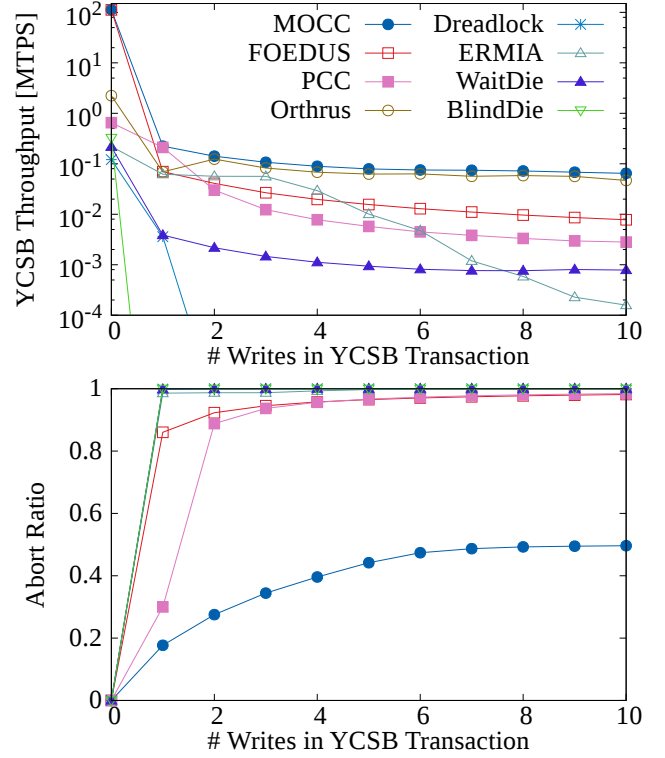 10^2
10^1
10^0
10^-1
10^-2
10^-3
10^-4
YCSB Throughput [MTPS]
MOCC
FOEDUS
PCC
Orthrus
Dreadlock
ERMIA
WaitDie
BlindDie
0 2 4 6 8 10
# Writes in YCSB Transaction
1
0.8
0.6
0.4
0.2
0
Abort Ratio
0 2 4 6 8 10
# Writes in YCSB Transaction